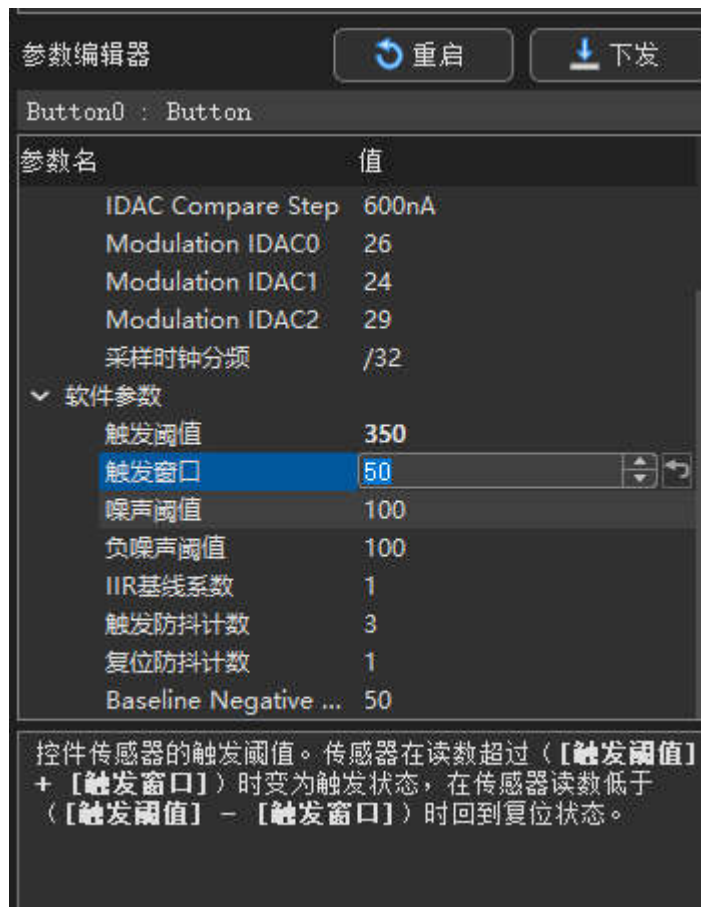 参数编辑器 重启 下发
Button0 : Button
参数名 值
IDAC Compare Step 600nA
Modulation IDAC0 26
Modulation IDAC1 24
Modulation IDAC2 29
采样时钟分频 /32
软件参数
触发阈值 350
触发窗口 50
噪声阈值 100
负噪声阈值 100
IIR基线系数 1
触发防抖计数 3
复位防抖计数 1
Baseline Negative ... 50
控件传感器的触发阈值。传感器在读数超过（[触发阈值]
+ [触发窗口]）时变为触发状态，在传感器读数低于
（[触发阈值] - [触发窗口]）时回到复位状态。